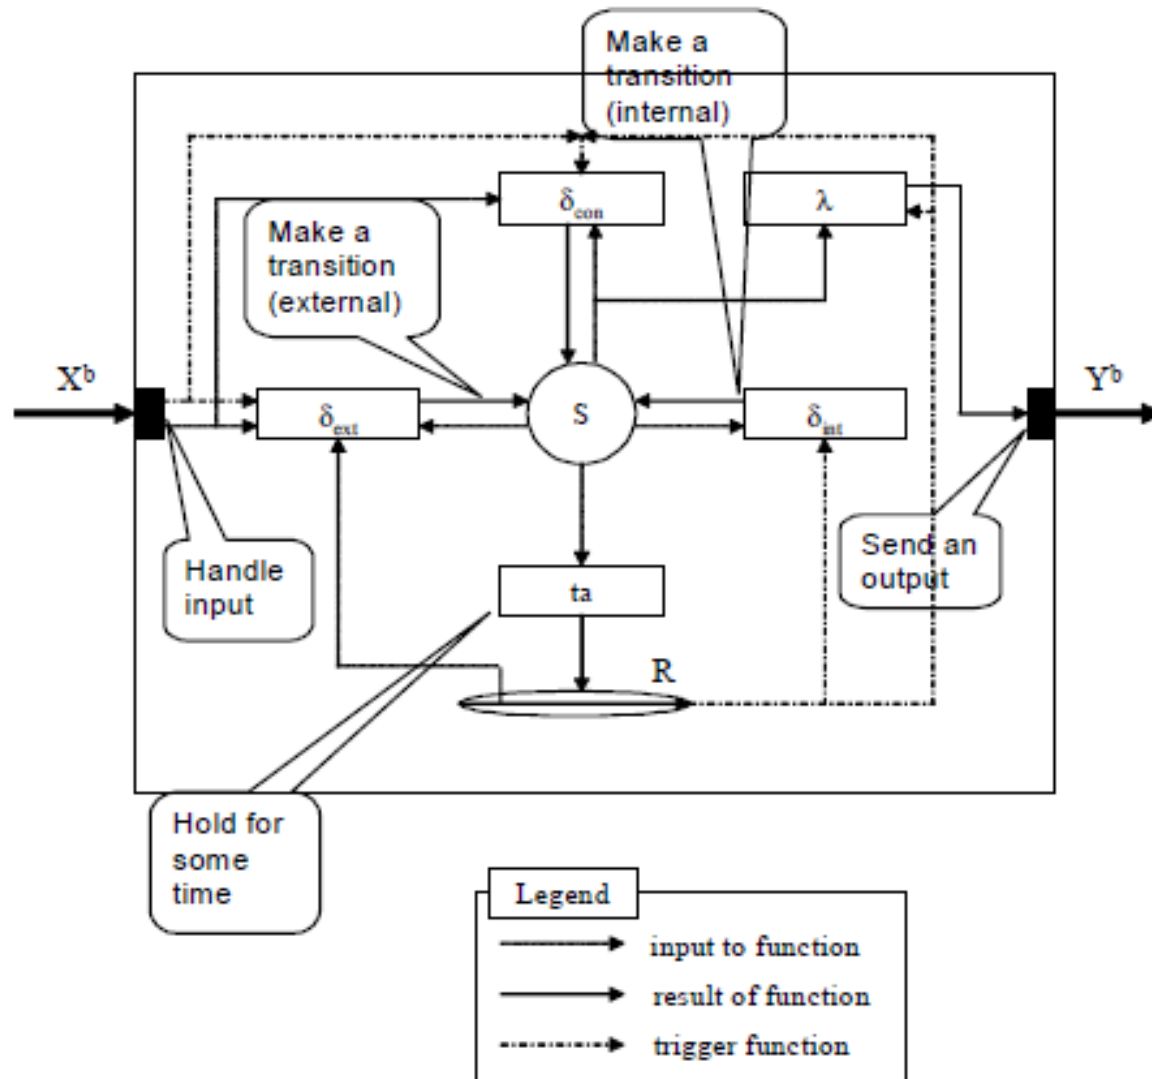 Make a
transition
(internal)
δcon
λ
Make a
transition
(external)
Xᵇ
Yᵇ
δext
S
δint
Handle
input
Send an
output
ta
R
Hold for
some
time
Legend
input to function
result of function
trigger function